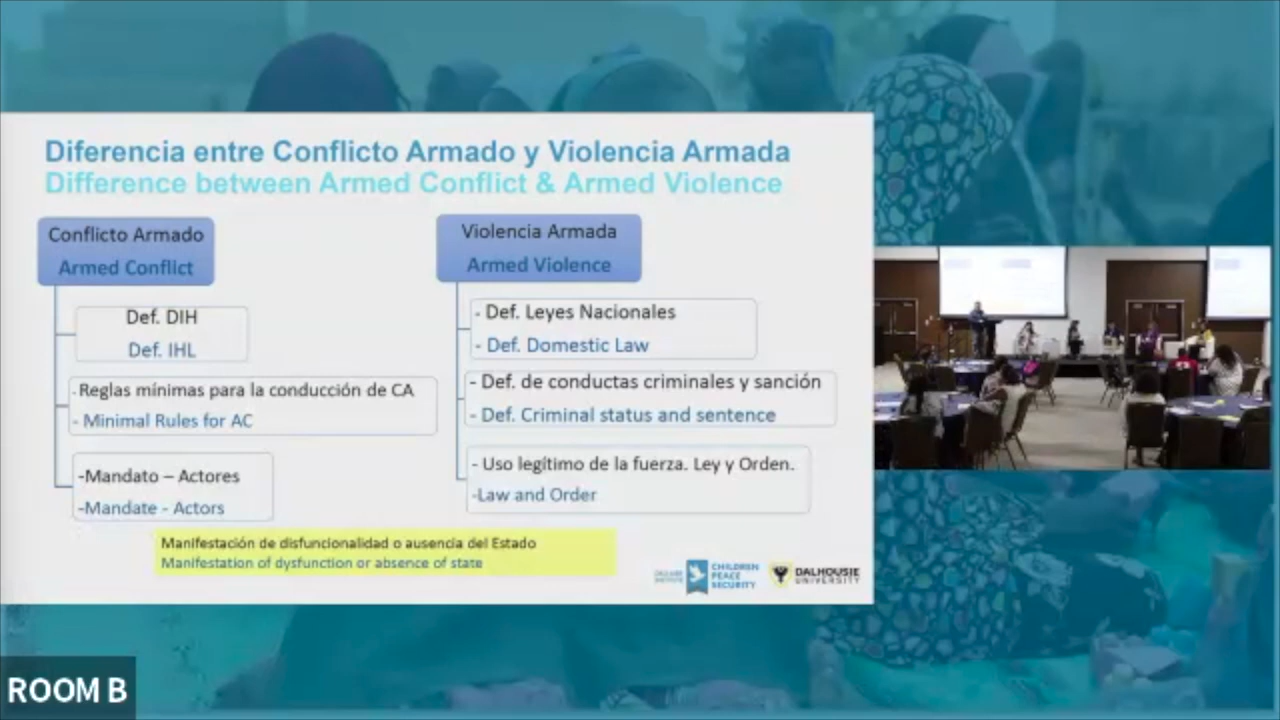 Diferencia entre Conflicto Armado y Violencia Armada
Difference between Armed Conflict & Armed Violence
Conflicto Armado
Armed Conflict
Def. DIH
Def. IHL
- Reglas mínimas para la conducción de CA
- Minimal Rules for AC
-Mandato – Actores
-Mandate - Actors
Violencia Armada
Armed Violence
- Def. Leyes Nacionales
- Def. Domestic Law
- Def. de conductas criminales y sanción
- Def. Criminal status and sentence
- Uso legítimo de la fuerza. Ley y Orden.
-Law and Order
Manifestación de disfuncionalidad o ausencia del Estado
Manifestation of dysfunction or absence of state
CHILDREN
PEACE
SECURITY
DALHOUSIE
UNIVERSITY
ROOM B